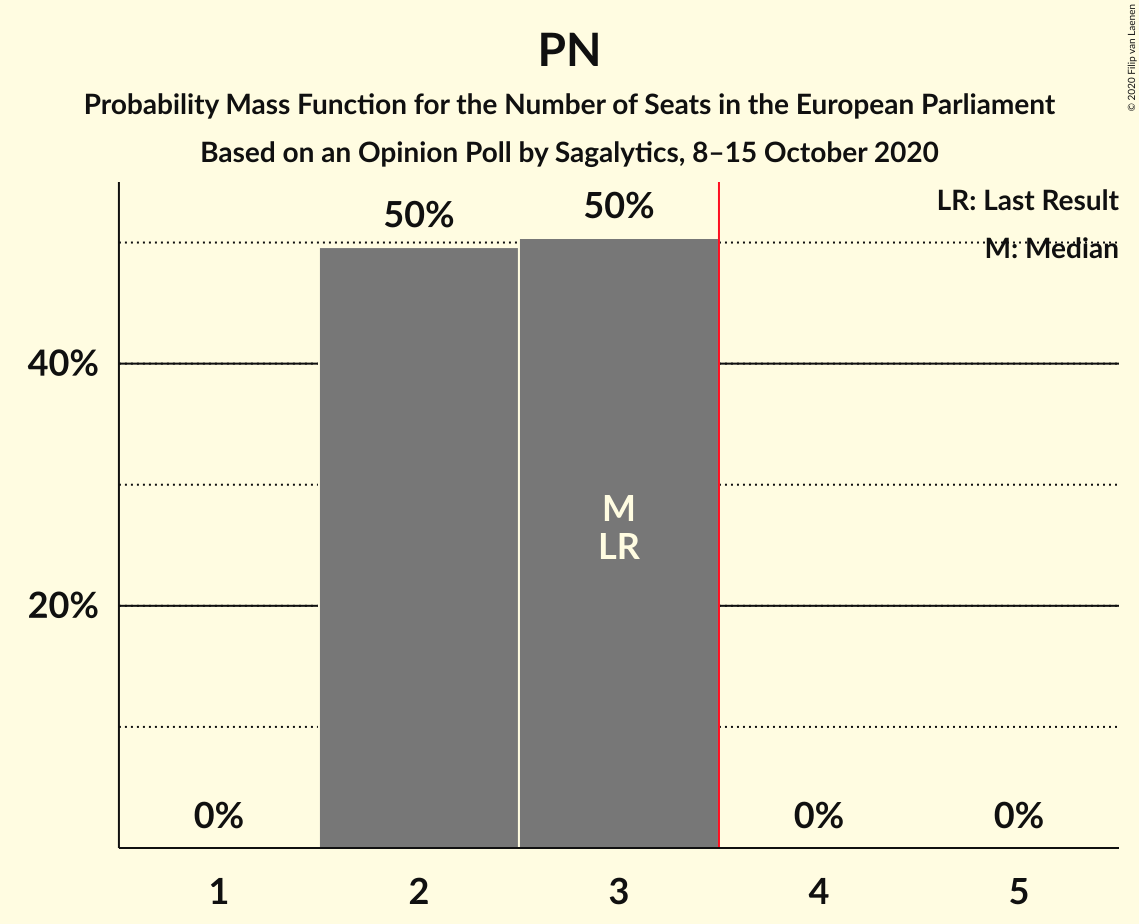 PN
Probability Mass Function for the Number of Seats in the European Parliament
Based on an Opinion Poll by Sagalytics, 8–15 October 2020
© 2020 Filip van Laenen
LR: Last Result
M: Median
50%
50%
40%
20%
M
LR
0%
0%
0%
1
2
3
4
5